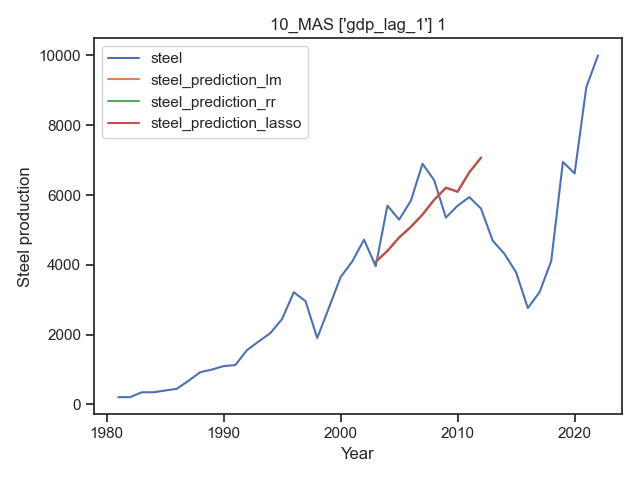 10_MAS ['gdp_lag_1'] 1
steel
steel_prediction_lm
steel_prediction_rr
steel_prediction_lasso
10000
8000
6000
4000
2000
0
Steel production
1980
1990
2000
2010
2020
Year